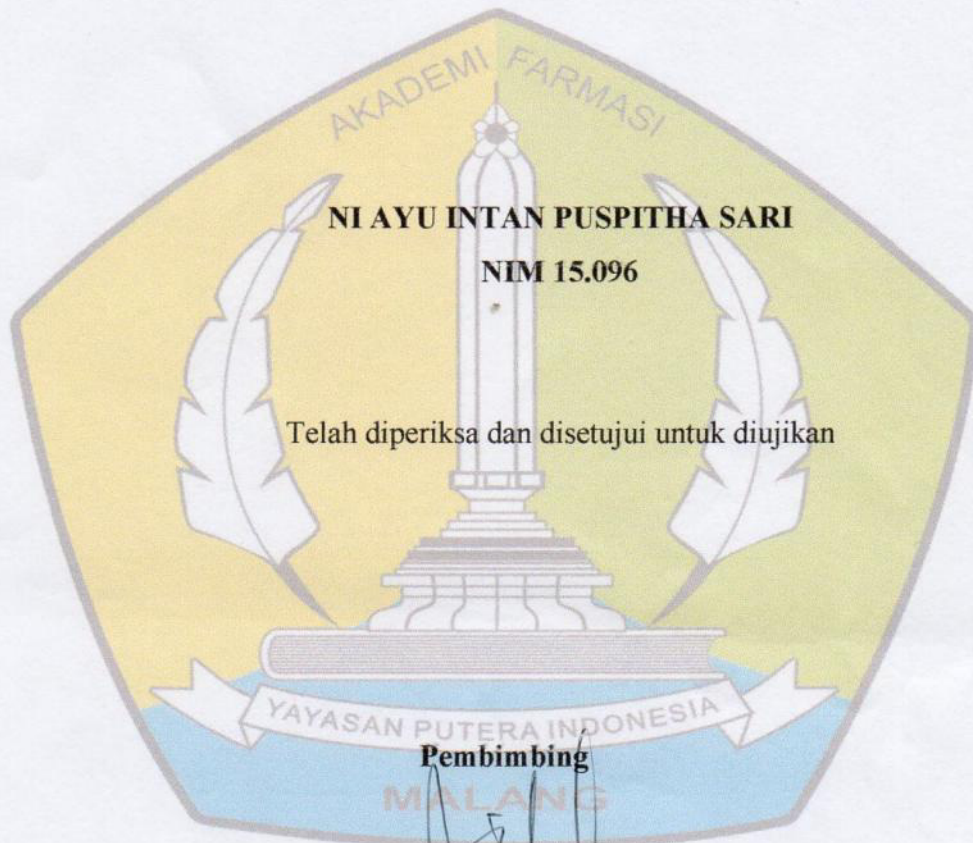 AKADEMI FARMASI
NI AYU INTAN PUSPITHA SARI
NIM 15.096
Telah diperiksa dan disetujui untuk diujikan
YAYASAN PUTERA INDONESIA
Pembimbing
MALANG